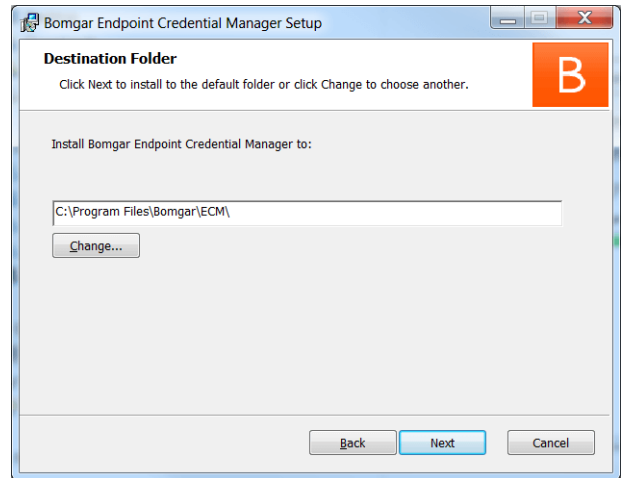 Bomgar Endpoint Credential Manager Setup
Destination Folder
Click Next to install to the default folder or click Change to choose another.
B
Install Bomgar Endpoint Credential Manager to:
C:\Program Files\Bomgar\ECM\
Change...
Back Next Cancel